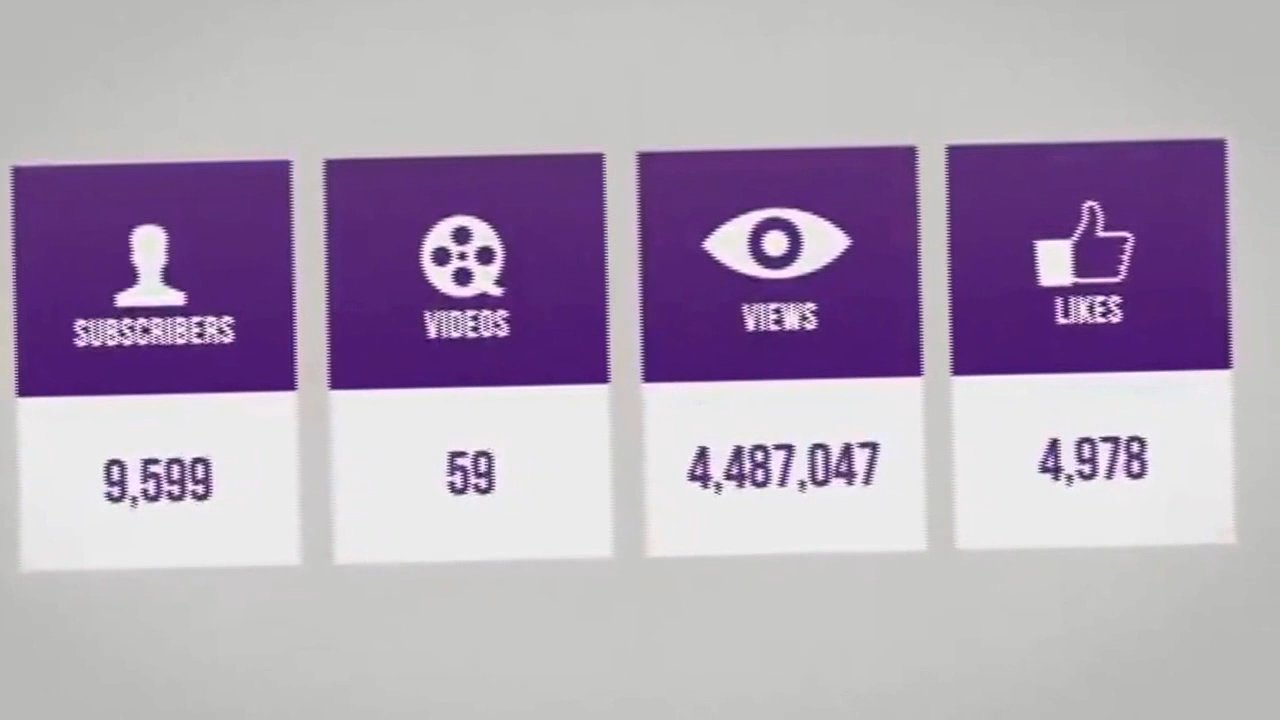 SUBSCRIBERS
9,599
VIDEOS
59
VIEWS
4,487,047
LIKES
4,978